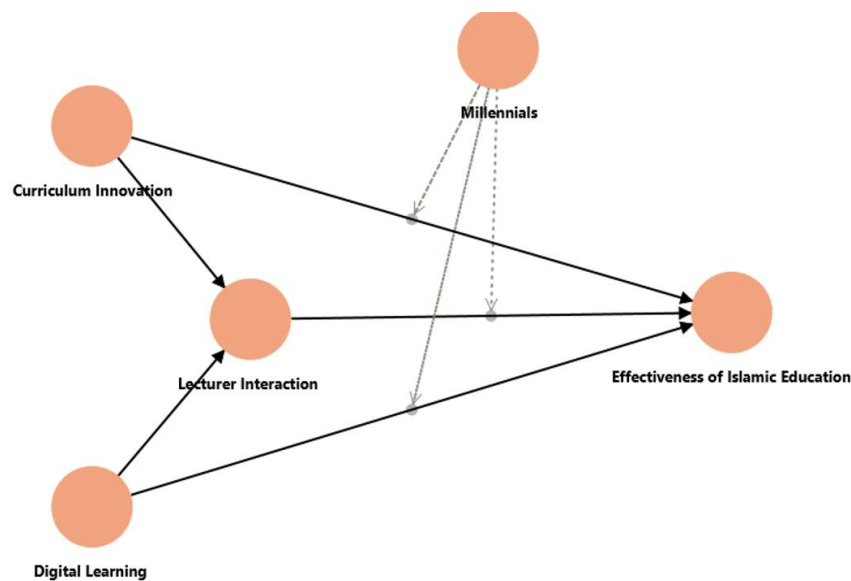 Millennials
Curriculum Innovation
Lecturer Interaction
Effectiveness of Islamic Education
Digital Learning